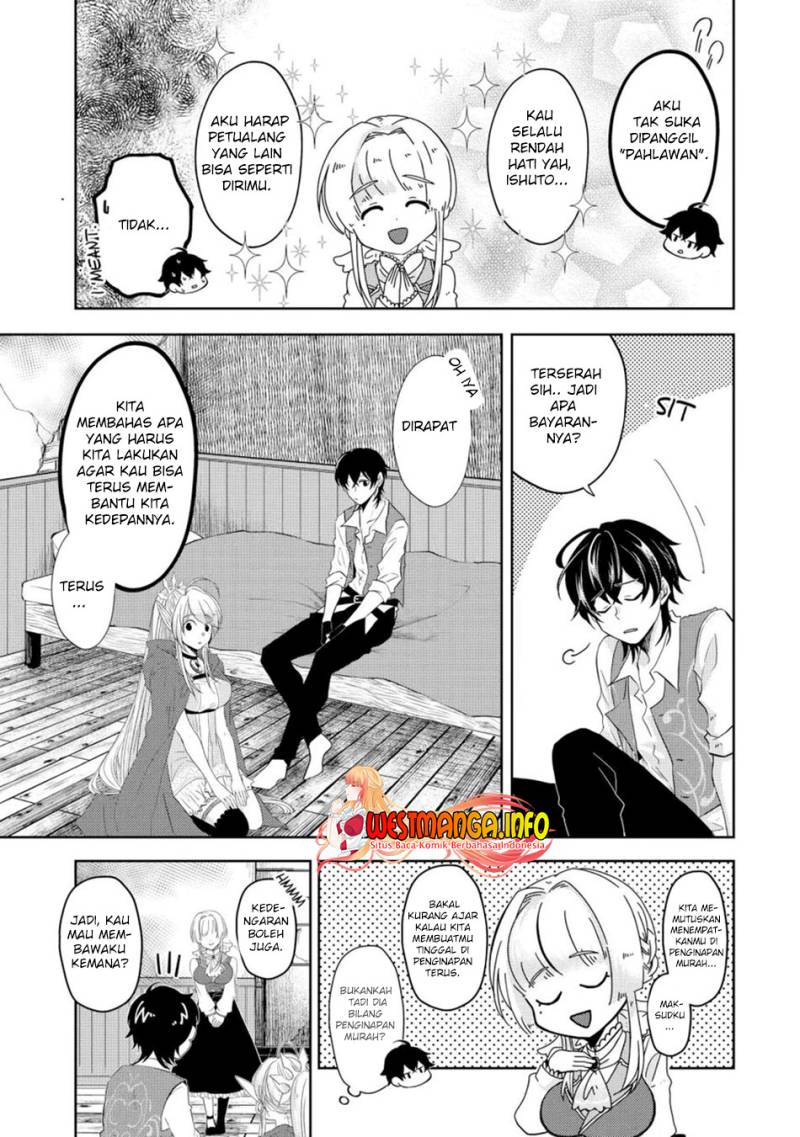 AKU
TAK SUKA
DIPANGGIL
"PAHLAWAN".
KAU
SELALU
RENDAH
HATI YAH,
ISHUTO...
AKU HARAP
PETUALANG
YANG LAIN
BISA SEPERTI
DIRIMU.
TIDAK...
I MEANT.
TERSERAH
SIH.. JADI
APA
BAYARAN-
NYA?
SIT
OH IYA
DIRAPAT
KITA
MEMBAHAS APA
YANG HARUS
KITA LAKUKAN
AGAR KAU BISA
TERUS MEM-
BANTU KITA
KEDEPANNYA.
TERUS
...
WESTMANGA.INFO
Situs Baca Komik Berbahasa Indonesia
KITA ME-
MUTUSKAN
MENEMPAT-
KANMU DI
PENGINAPAN
MURAH...
MAK-
SUDKU
...
BAKAL
KURANG AJAR
KALAU KITA
MEMBUATMU
TINGGAL DI
PENGINAPAN
TERUS.
BUKANKAH
TADI DIA
BILANG
PENGINAPAN
MURAH?
HMMM
KEDE-
NGARAN
BOLEH
JUGA.
JADI, KAU
MAU MEM-
BAWAKU
KEMANA?